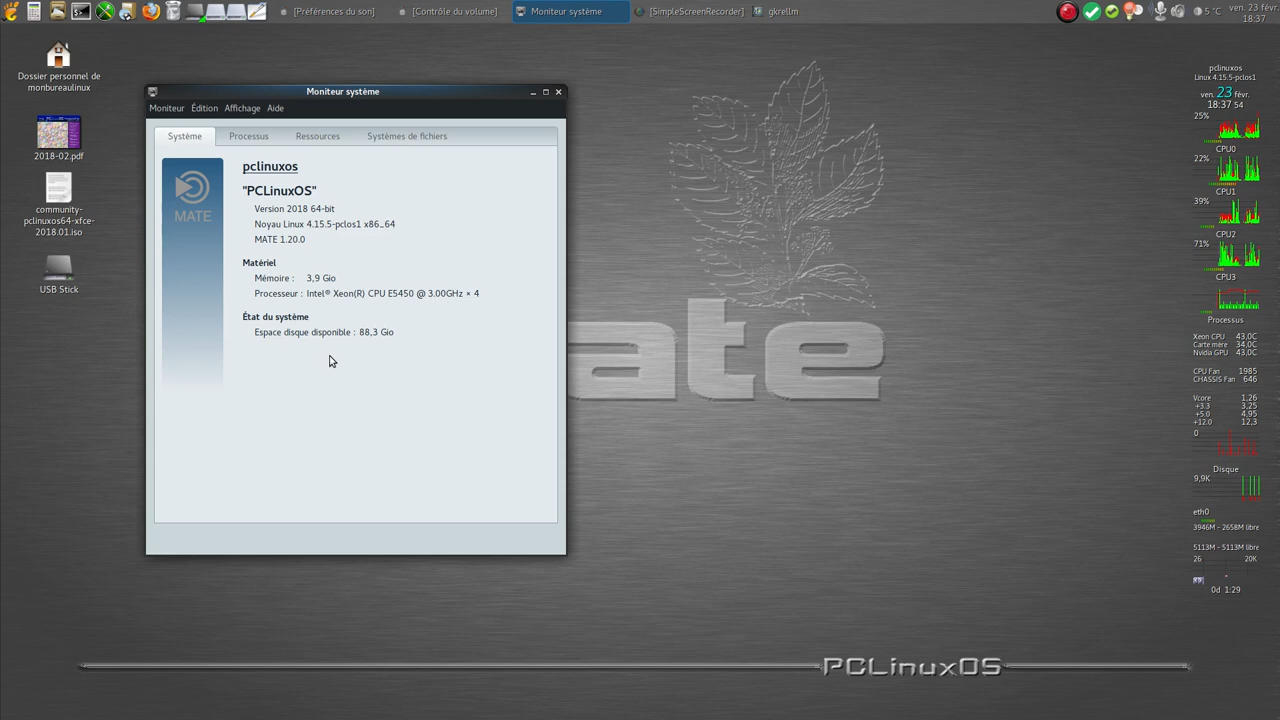 [Préférences du son]
[Contrôle du volume]
Moniteur système
[SimpleScreenRecorder]
gkrellm
5 °C
ven. 23 févr.
18:37
Dossier personnel de
monbureaulinux
2018-02.pdf
community-
pclinuxos64-xfce-
2018.01.iso
USB Stick
Moniteur système
Moniteur Édition Affichage Aide
Système Processus Ressources Systèmes de fichiers
MATE
pclinuxos
"PCLinuxOS"
Version 2018 64-bit
Noyau Linux 4.15.5-pclos1 x86_64
MATE 1.20.0
Matériel
Mémoire : 3,9 Gio
Processeur : Intel® Xeon(R) CPU E5450 @ 3.00GHz × 4
État du système
Espace disque disponible : 88,3 Gio
ate
PCLinuxOS
pclinuxos
Linux 4.15.5-pclos1
ven. 23 févr.
18:37 54
25%
CPU0
22%
CPU1
39%
CPU2
71%
CPU3
Processus
Xeon CPU 43,0C
Carte mère 34,0C
Nvidia GPU 43,0C
CPU Fan 1985
CHASSIS Fan 646
Vcore 1,26
+3.3 3,25
+5.0 4,95
+12.0 12,3
0
Disque
9,9K
eth0
3946M - 2658M libre
5113M - 5113M libre
26 20K
0d 1:29